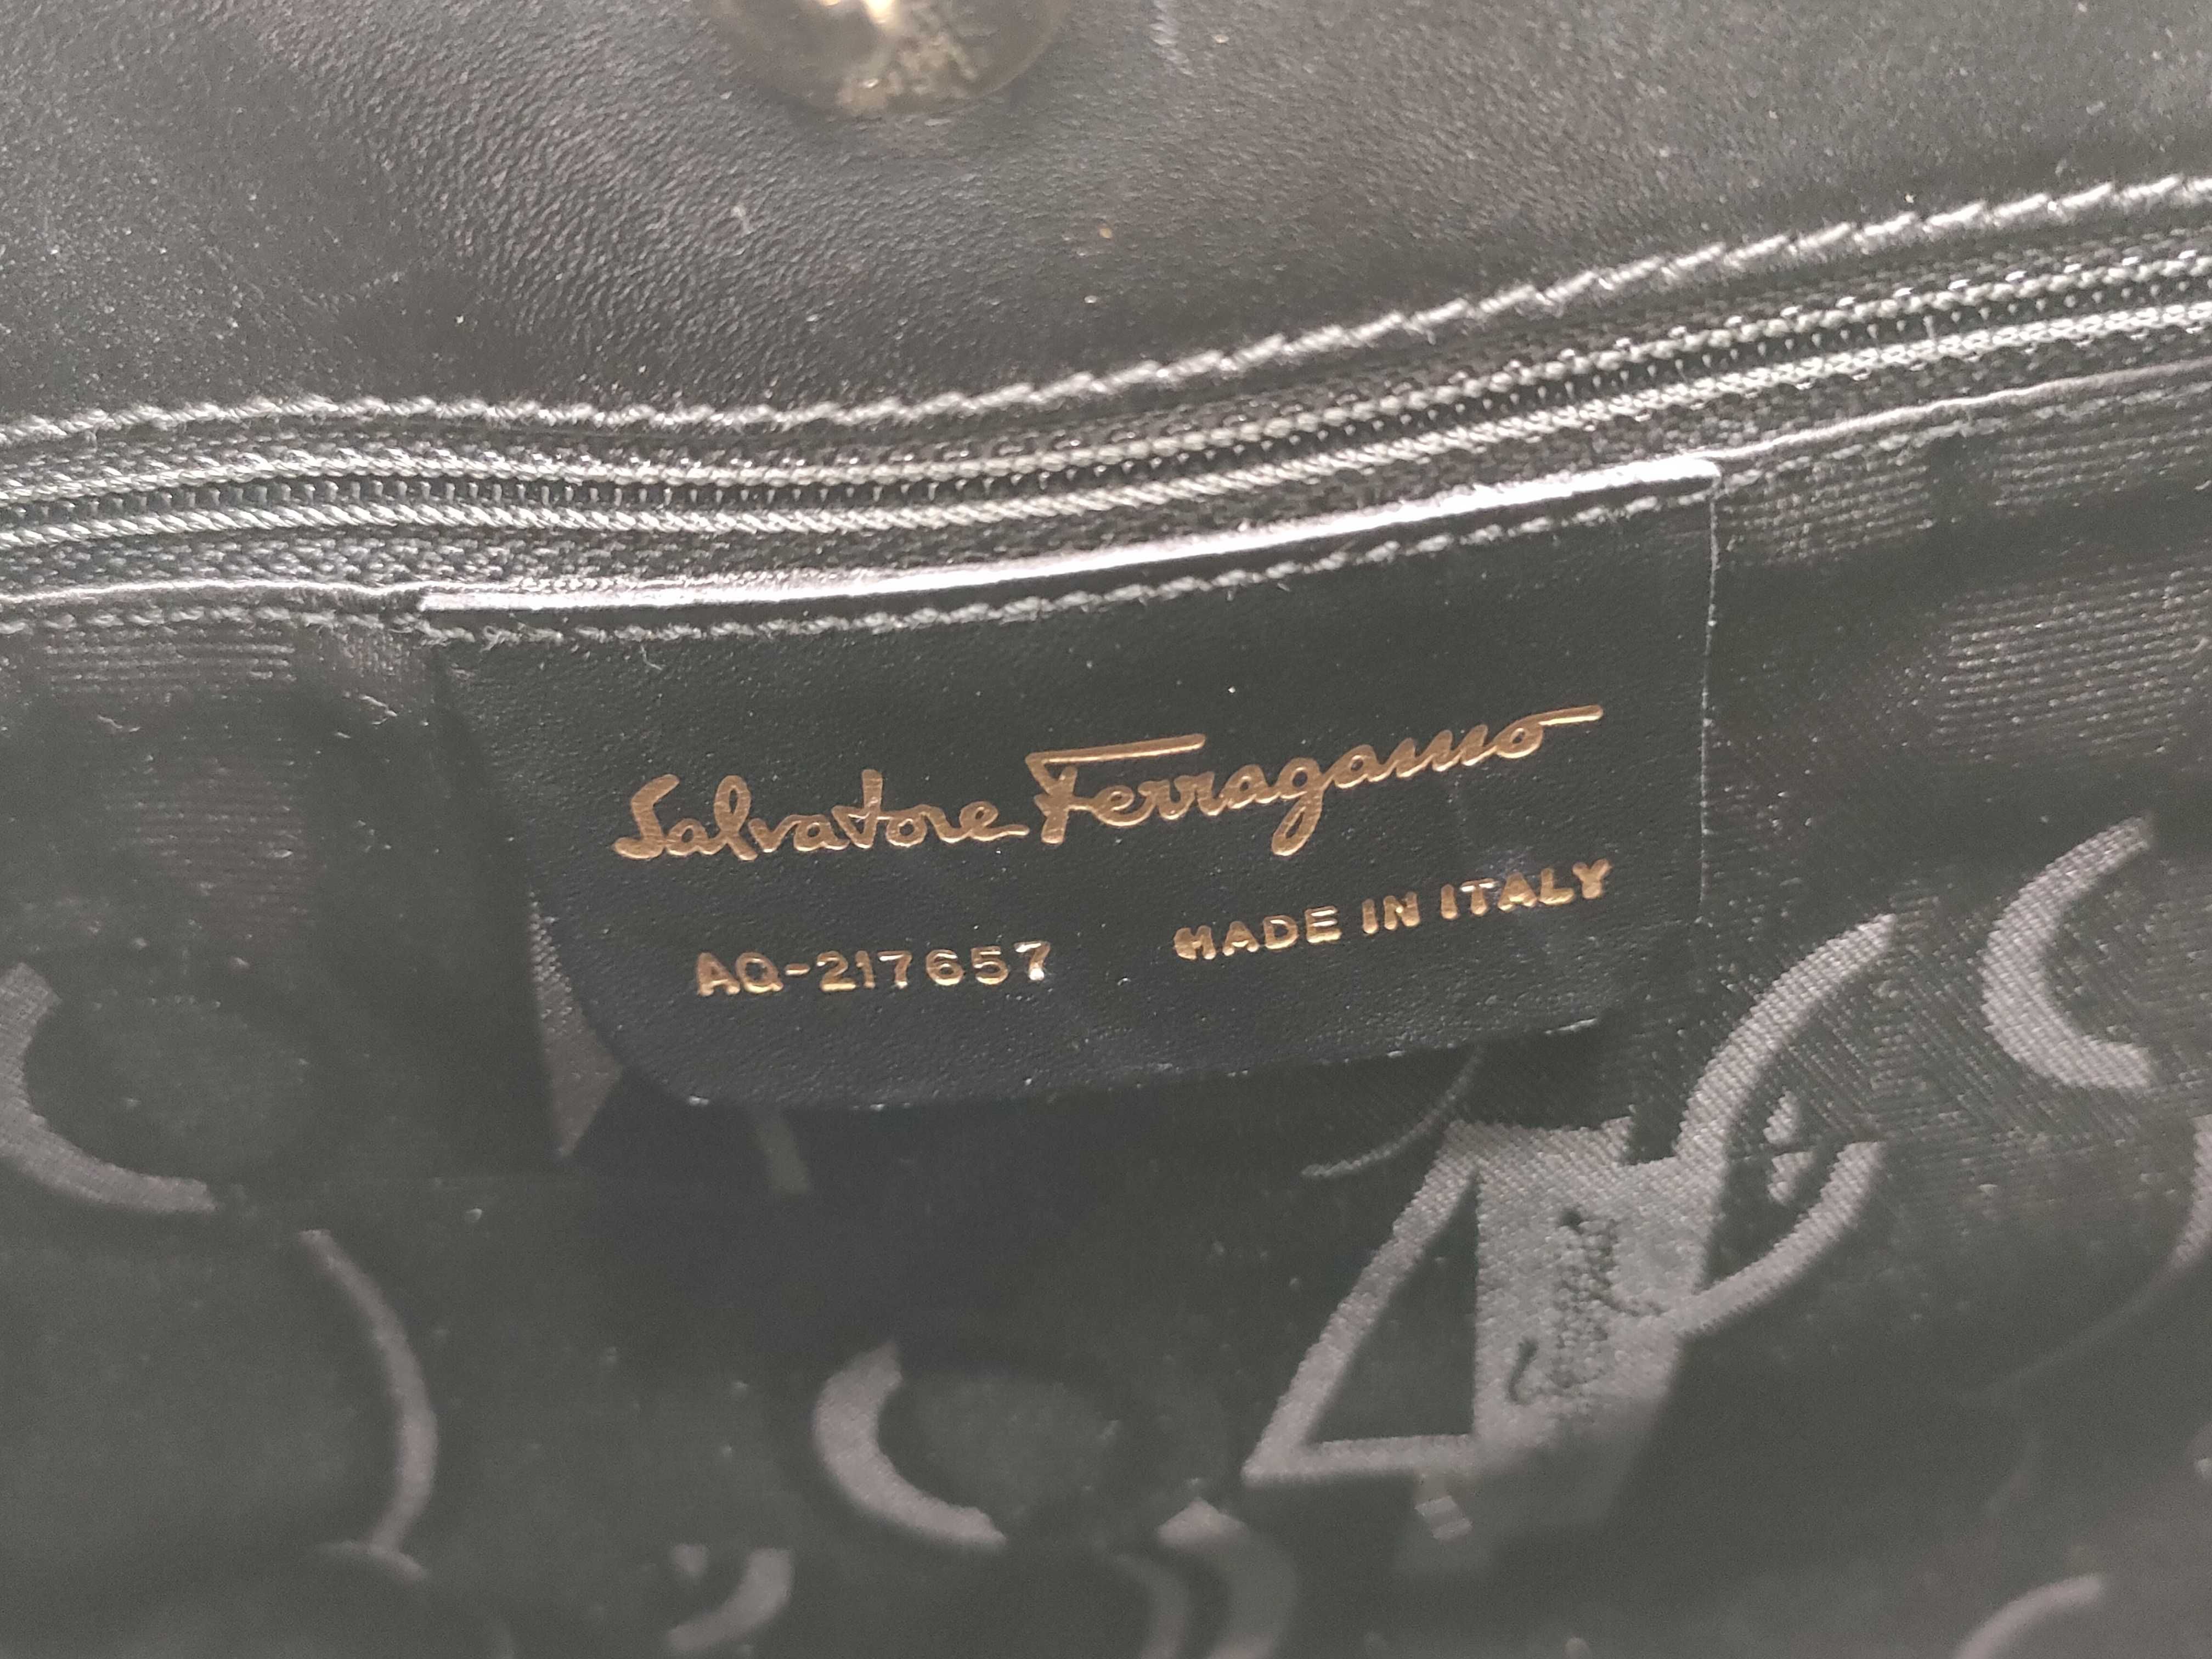 Salvatore Ferragamo
AQ-217657 MADE IN ITALY